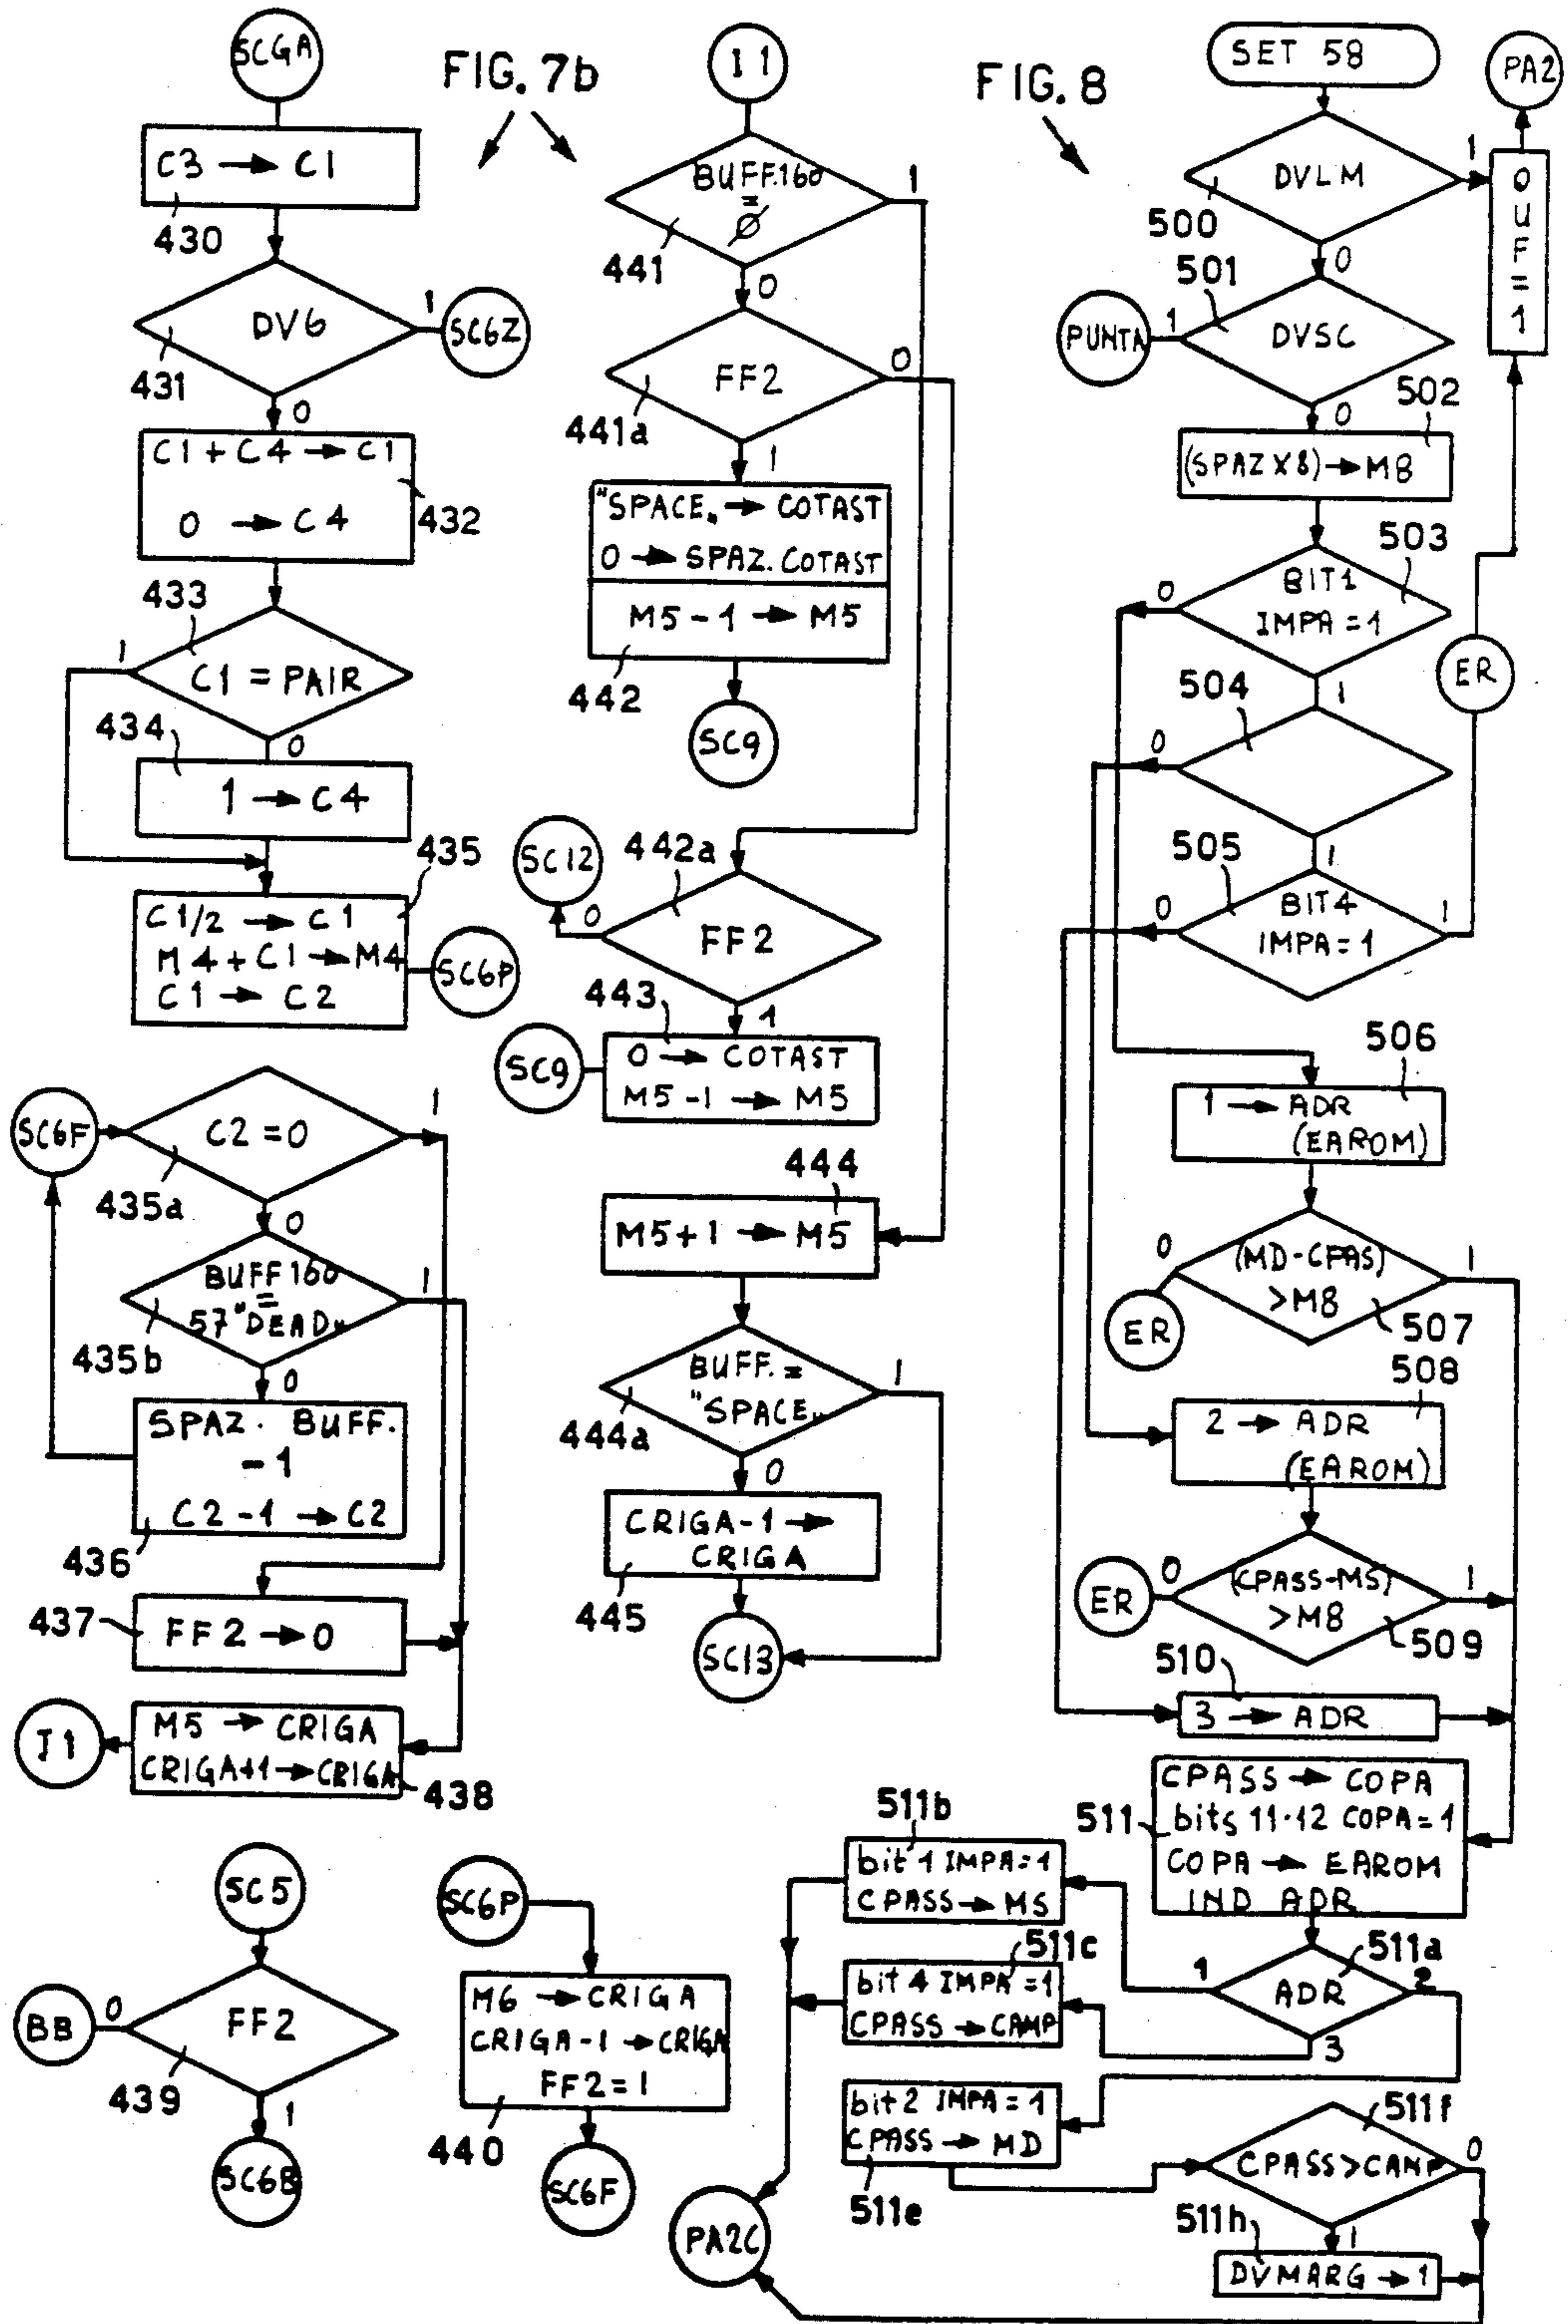 FIG. 7b
SCGA
C3 → C1
430
DV6
1
SC6Z
431
0
C1 + C4 → C1
0 → C4
432
433
1
C1 = PAIR
434
0
1 → C4
435
C1/2 → C1
M4 + C1 → M4
C1 → C2
SC6P
SC6F
C2 = 0
1
435a
0
BUFF 160
=
57 "DEAD„
1
435b
0
SPAZ. BUFF.
-1
C2 - 1 → C2
436
437
FF2 → 0
I1
M5 → CRIGA
CRIGA+1 → CRIGA
438
SC5
BB
0
FF2
439
1
SC6B
SC6P
M6 → CRIGA
CRIGA-1 → CRIGA
FF2 = 1
440
SC6F
I1
BUFF.160
=
Ø
1
441
0
FF2
0
441a
1
"SPACE„ → COTAST
0 → SPAZ. COTAST
M5 - 1 → M5
442
SC9
SC12
442a
0
FF2
443
1
SC9
0 → COTAST
M5 - 1 → M5
444
M5 + 1 → M5
BUFF. =
"SPACE„
1
444a
0
CRIGA-1 →
CRIGA
445
SC13
FIG. 8
SET 58
PA2
DVLM
1
500
0
OUF=1
501
PUNTA
1
DVSC
0
502
(SPAZ X 8) → M8
503
0
BIT1
IMPA = 1
ER
504
1
0
505
1
0
BIT4
IMPA = 1
1
506
1 → ADR
(EAROM)
0
(MD-CPAS)
>M8
1
ER
507
508
2 → ADR
(EAROM)
ER
0
(CPASS-MS)
>M8
1
509
510
3 → ADR
511
CPASS → COPA
bits 11·12 COPA = 1
COPA → EAROM
IND ADR
511b
bit 1 IMPA = 1
CPASS → MS
511a
1
ADR
2
3
511c
bit 4 IMPA = 1
CPASS → CAMP
bit 2 IMPA = 1
CPASS → MD
511e
511f
CPASS > CAMP
0
1
511h
DVMARG → 1
PA2C